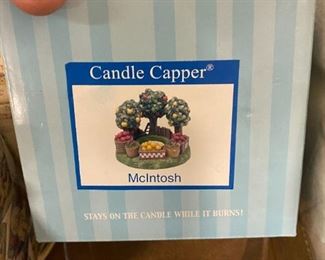 Candle Capper®
McIntosh
STAYS ON THE CANDLE WHILE IT BURNS!